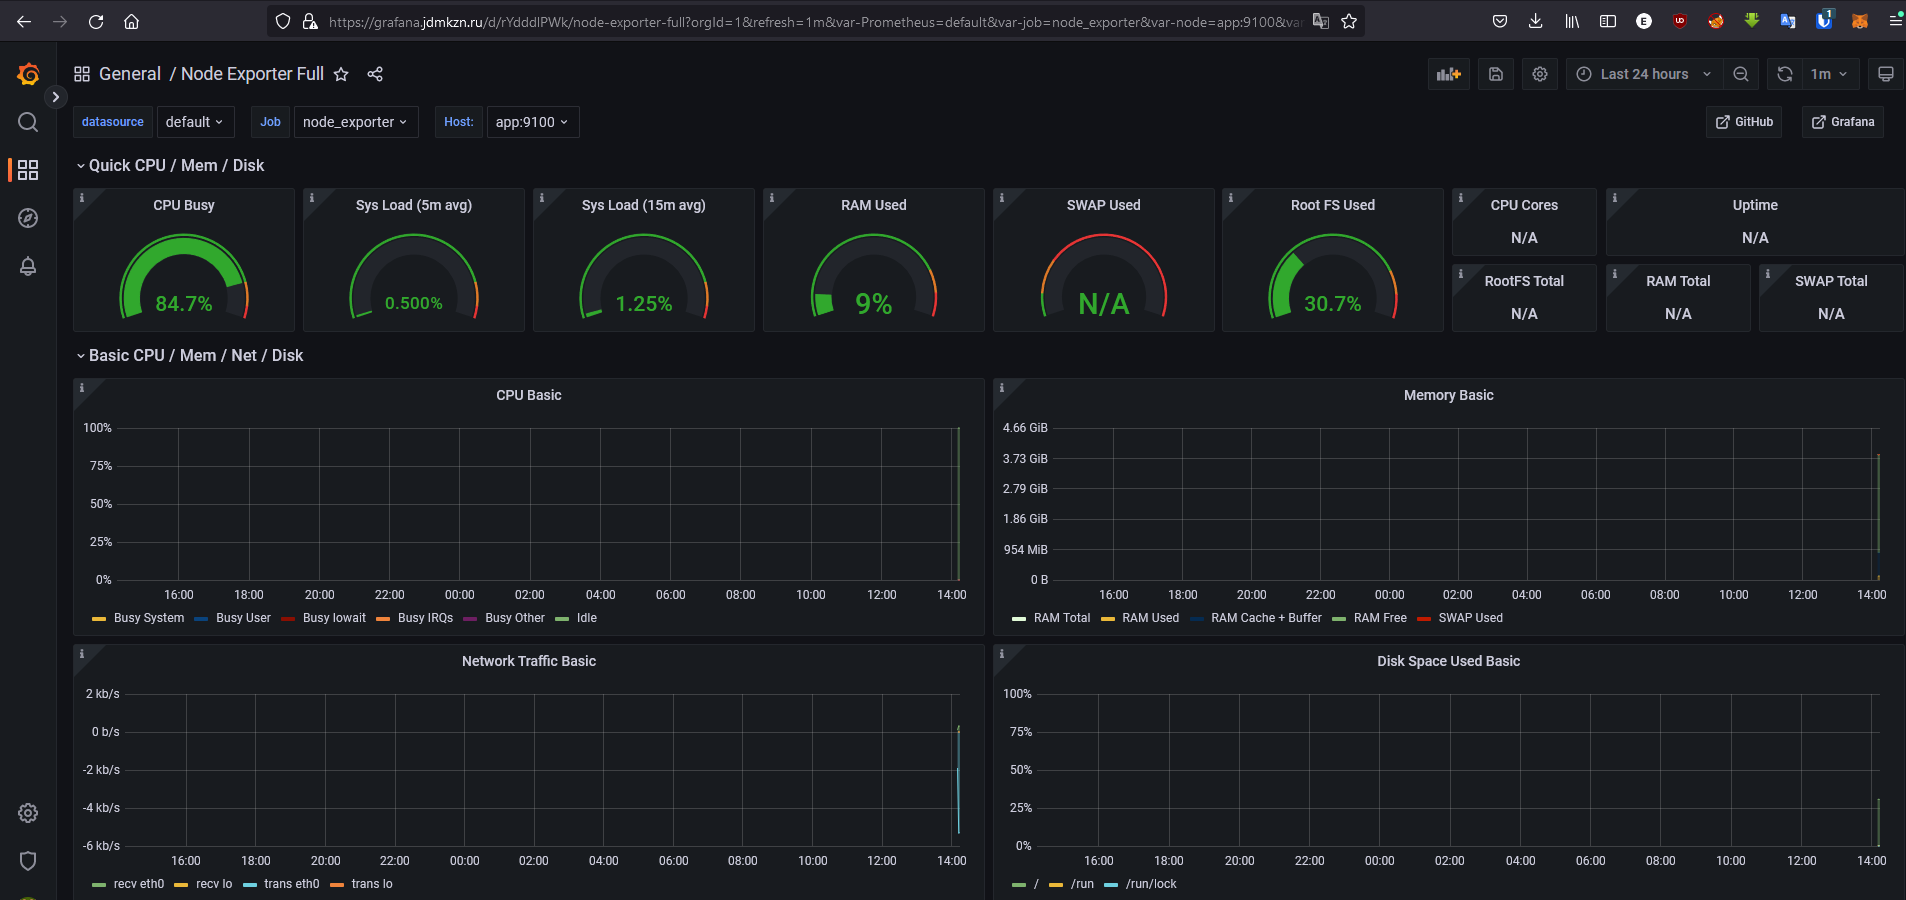 https://grafana.jdmkzn.ru/d/rYdddlPWk/node-exporter-full?orgId=1&refresh=1m&var-Prometheus=default&var-job=node_exporter&var-node=app:9100&va
General / Node Exporter Full
Last 24 hours
1m
datasource default Job node_exporter Host: app:9100
GitHub Grafana
Quick CPU / Mem / Disk
CPU Busy
84.7%
Sys Load (5m avg)
0.500%
Sys Load (15m avg)
1.25%
RAM Used
9%
SWAP Used
N/A
Root FS Used
30.7%
CPU Cores
N/A
Uptime
N/A
RootFS Total
N/A
RAM Total
N/A
SWAP Total
N/A
Basic CPU / Mem / Net / Disk
CPU Basic
100%
75%
50%
25%
0%
16:00 18:00 20:00 22:00 00:00 02:00 04:00 06:00 08:00 10:00 12:00 14:00
Busy System Busy User Busy Iowait Busy IRQs Busy Other Idle
Memory Basic
4.66 GiB
3.73 GiB
2.79 GiB
1.86 GiB
954 MiB
0 B
16:00 18:00 20:00 22:00 00:00 02:00 04:00 06:00 08:00 10:00 12:00 14:00
RAM Total RAM Used RAM Cache + Buffer RAM Free SWAP Used
Network Traffic Basic
2 kb/s
0 b/s
-2 kb/s
-4 kb/s
-6 kb/s
16:00 18:00 20:00 22:00 00:00 02:00 04:00 06:00 08:00 10:00 12:00 14:00
recv eth0 recv lo trans eth0 trans lo
Disk Space Used Basic
100%
75%
50%
25%
0%
16:00 18:00 20:00 22:00 00:00 02:00 04:00 06:00 08:00 10:00 12:00 14:00
/ /run /run/lock